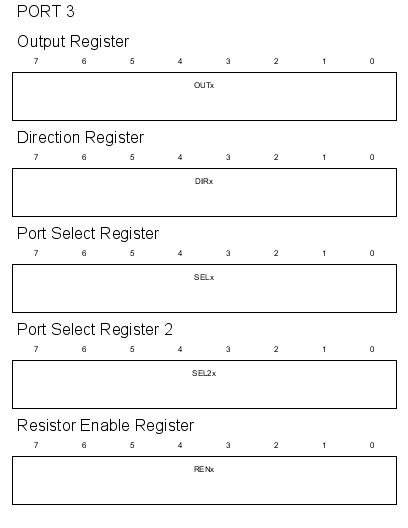 PORT 3
Output Register
7 6 5 4 3 2 1 0
OUTx
Direction Register
7 6 5 4 3 2 1 0
DIRx
Port Select Register
7 6 5 4 3 2 1 0
SELx
Port Select Register 2
7 6 5 4 3 2 1 0
SEL2x
Resistor Enable Register
7 6 5 4 3 2 1 0
RENx